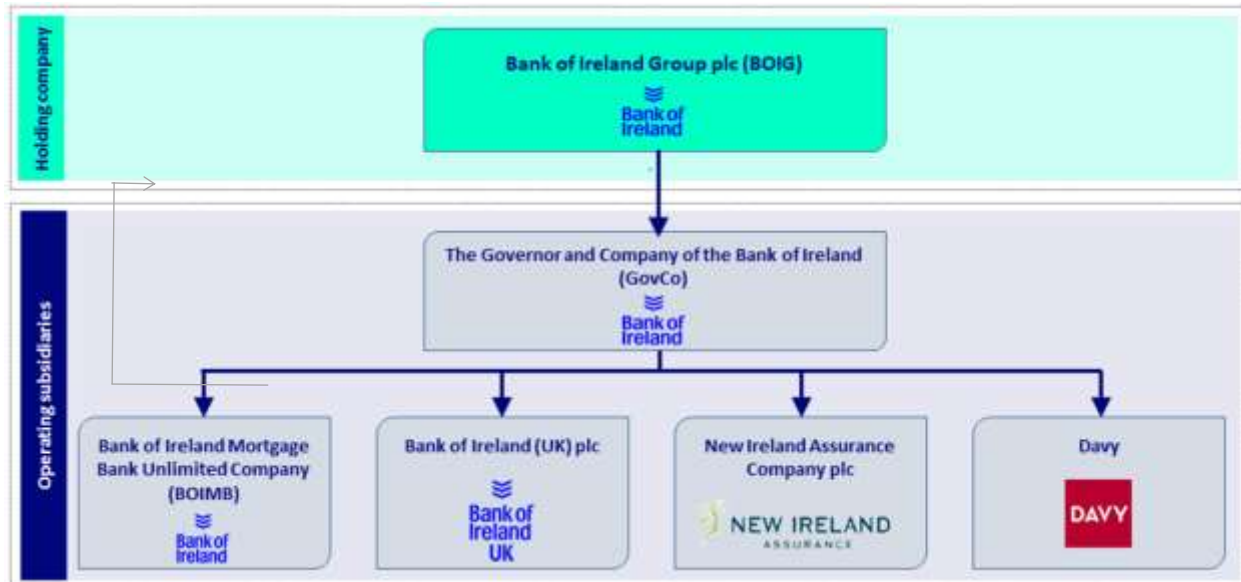 Holding company
Bank of Ireland Group plc (BOIG)
Bank of
Ireland
Operating subsidiaries
The Governor and Company of the Bank of Ireland
(GovCo)
Bank of
Ireland
Bank of Ireland Mortgage
Bank Unlimited Company
(BOIMB)
Bank of
Ireland
Bank of Ireland (UK) plc
Bank of
Ireland
UK
New Ireland Assurance
Company plc
NEW IRELAND
ASSURANCE
Davy
DAVY